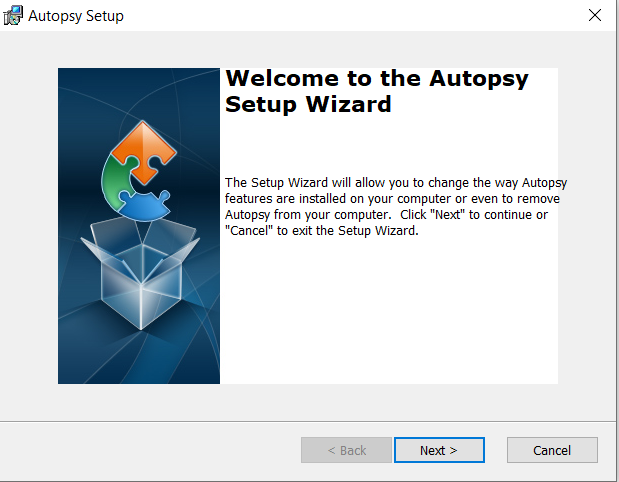 Autopsy Setup
Welcome to the Autopsy
Setup Wizard
The Setup Wizard will allow you to change the way Autopsy
features are installed on your computer or even to remove
Autopsy from your computer.  Click "Next" to continue or
"Cancel" to exit the Setup Wizard.
< Back Next > Cancel